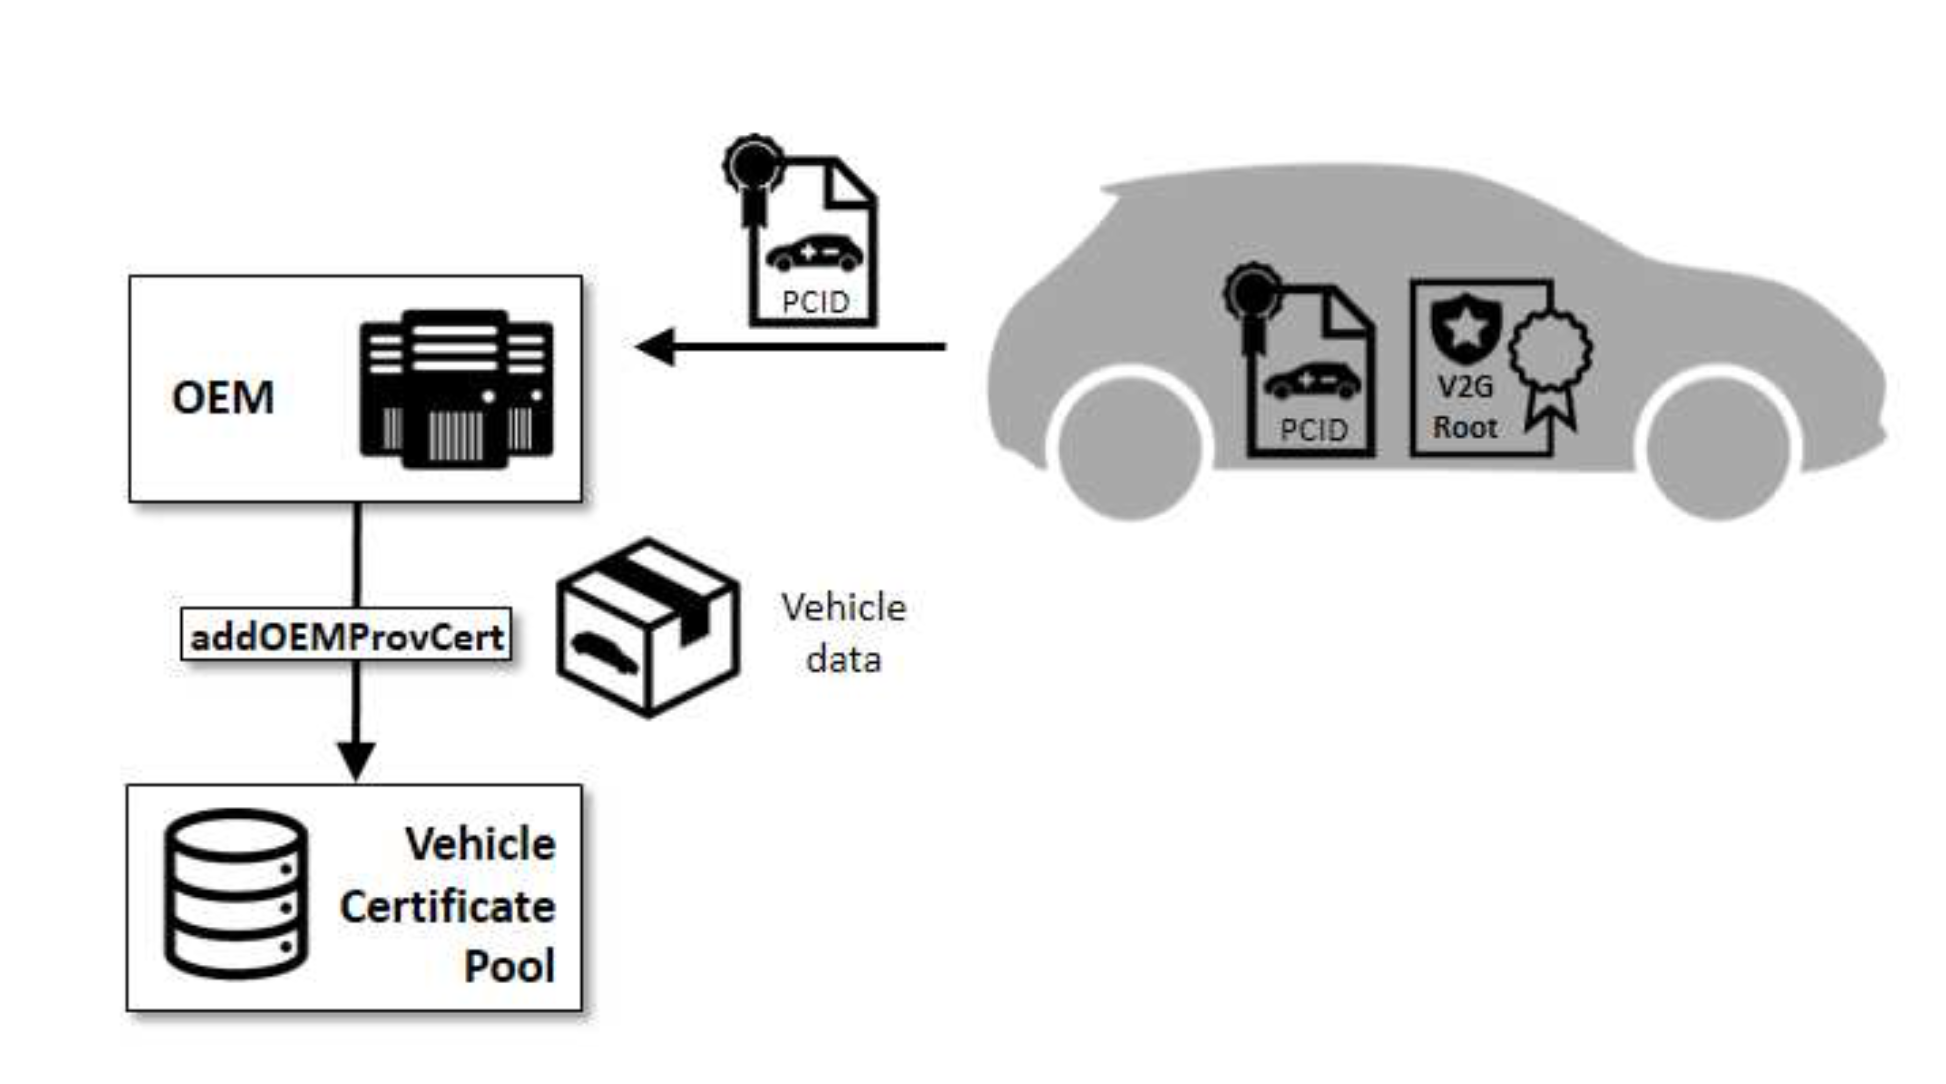 PCID
OEM
PCID
V2G
Root
addOEMProvCert
Vehicle
data
Vehicle
Certificate
Pool